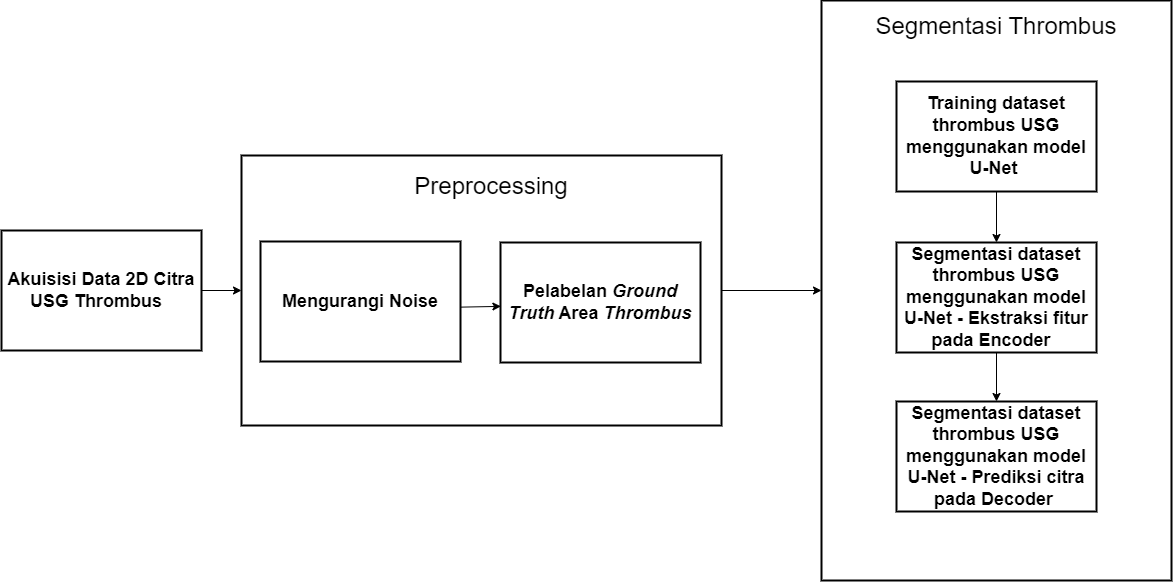 Akuisisi Data 2D Citra
USG Thrombus
Preprocessing
Mengurangi Noise
Pelabelan Ground
Truth Area Thrombus
Segmentasi Thrombus
Training dataset
thrombus USG
menggunakan model
U-Net
Segmentasi dataset
thrombus USG
menggunakan model
U-Net - Ekstraksi fitur
pada Encoder
Segmentasi dataset
thrombus USG
menggunakan model
U-Net - Prediksi citra
pada Decoder